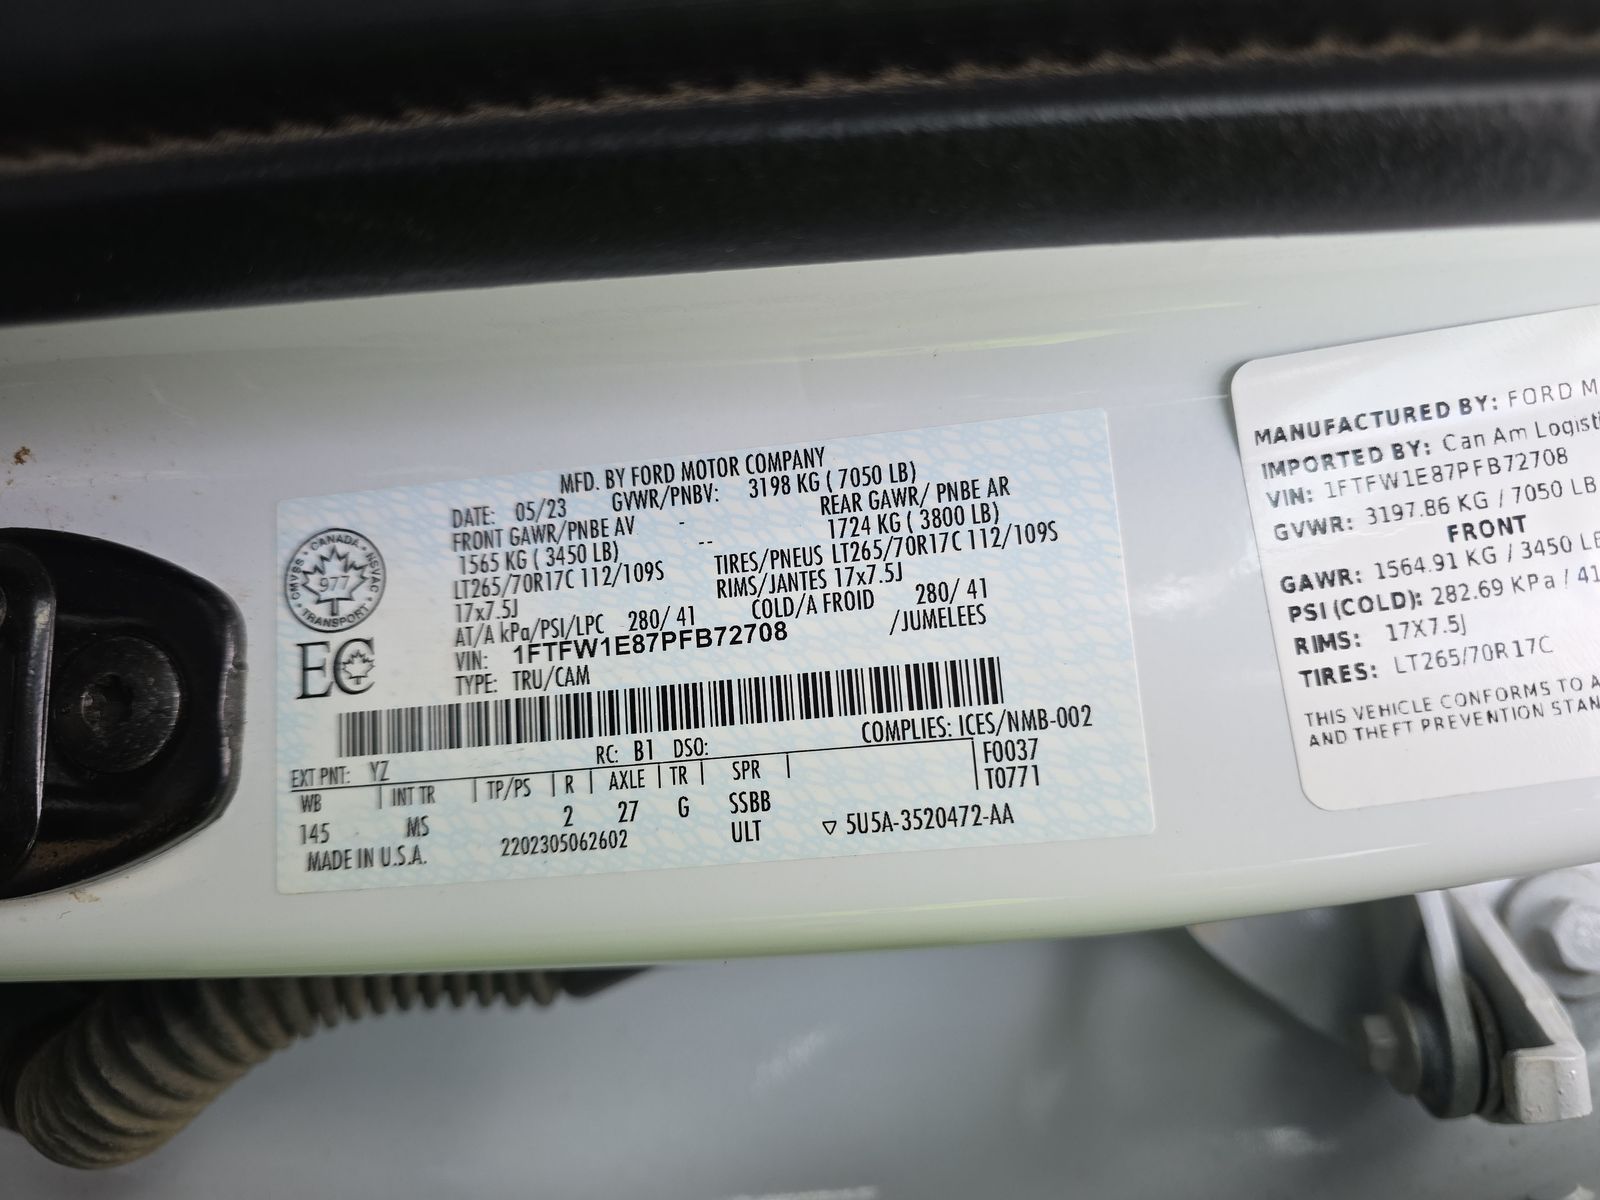 MFD. BY FORD MOTOR COMPANY
DATE: 05/23 GVWR/PNBV: 3198 KG ( 7050 LB)
FRONT GAWR/PNBE AV - REAR GAWR/ PNBE AR
1565 KG ( 3450 LB) -- 1724 KG ( 3800 LB)
LT265/70R17C 112/109S TIRES/PNEUS LT265/70R17C 112/109S
17x7.5J RIMS/JANTES 17x7.5J
AT/A kPa/PSI/LPC 280/ 41 COLD/A FROID 280/ 41
VIN: 1FTFW1E87PFB72708 /JUMELEES
TYPE: TRU/CAM
CANADA
CMVSS NSVAC
977
TRANSPORT
EC
COMPLIES: ICES/NMB-002
EXT PNT: YZ RC: B1 DSO: F0037
WB INT TR TP/PS R AXLE TR SPR T0771
145 MS 2 27 G SSBB
MADE IN U.S.A. 2202305062602 ULT 5U5A-3520472-AA
MANUFACTURED BY: FORD M
IMPORTED BY: Can Am Logisti
VIN: 1FTFW1E87PFB72708
GVWR: 3197.86 KG / 7050 LB
FRONT
GAWR: 1564.91 KG / 3450 LB
PSI (COLD): 282.69 KPa / 41
RIMS: 17X7.5J
TIRES: LT265/70R17C
THIS VEHICLE CONFORMS TO A
AND THEFT PREVENTION STAN